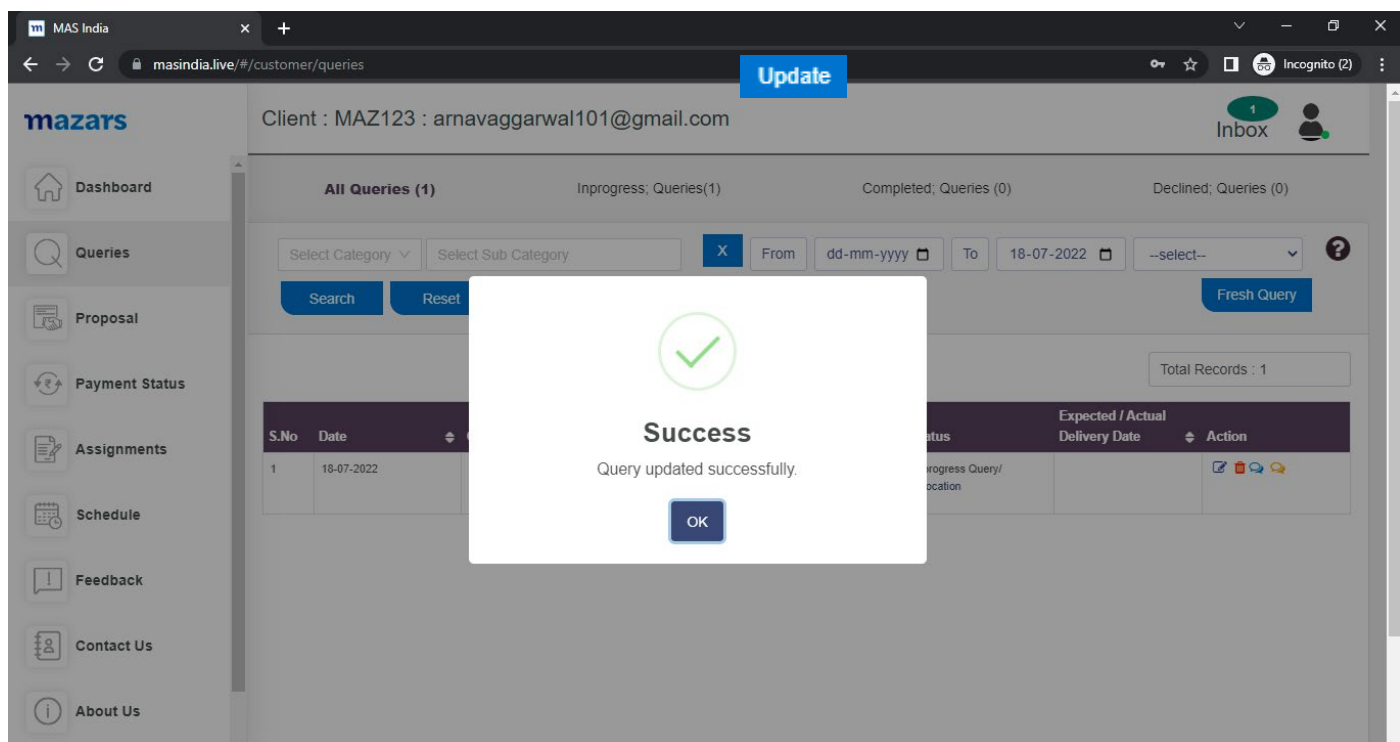 MAS India
masindia.live/#/customer/queries
Incognito (2)
Update
mazars
Client : MAZ123 : arnavaggarwal101@gmail.com
1
Inbox
Dashboard
Queries
Proposal
Payment Status
Assignments
Schedule
Feedback
Contact Us
About Us
All Queries (1) Inprogress; Queries(1) Completed; Queries (0) Declined; Queries (0)
Select Category Select Sub Category X From dd-mm-yyyy To 18-07-2022 --select--
Search Reset Fresh Query
Total Records : 1
Expected / Actual
S.No Date Delivery Date Action
1 18-07-2022 Query/
Success
Query updated successfully.
OK